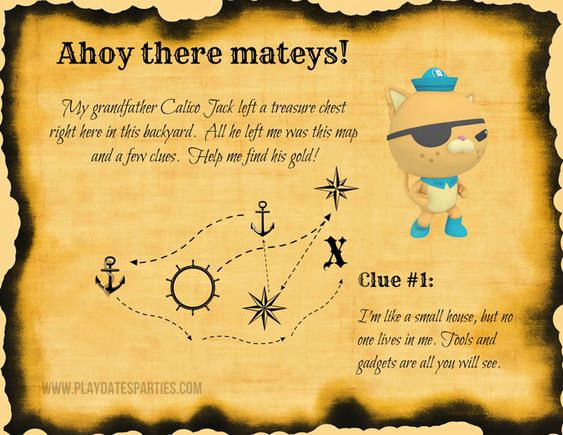 Ahoy there mateys!
My grandfather Calico Jack left a treasure chest
right here in this backyard. All he left me was this map
and a few clues. Help me find his gold!
X
Clue #1:
I'm like a small house, but no
one lives in me. Tools and
gadgets are all you will see.
WWW.PLAYDATESPARTIES.COM